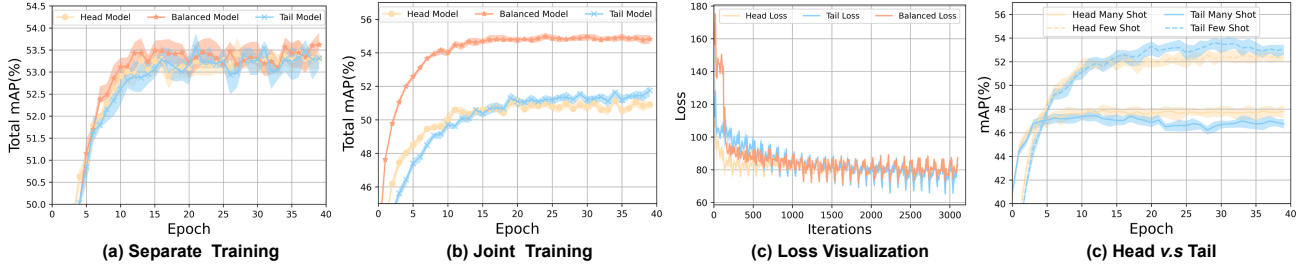 Head Model Balanced Model Tail Model
Total mAP(%)
54.0
53.5
53.0
52.5
52.0
51.5
51.0
50.5
50.0
0 5 10 15 20 25 30 35 40
Epoch
(a) Separate Training
Head Model Balanced Model Tail Model
Total mAP(%)
56
54
52
50
48
46
0 5 10 15 20 25 30 35 40
Epoch
(b) Joint Training
Head Loss Tail Loss Balanced Loss
Loss
180
160
140
120
100
80
60
0 500 1000 1500 2000 2500 3000
Iterations
(c) Loss Visualization
Head Many Shot Tail Many Shot
Head Few Shot Tail Few Shot
mAP(%)
56
54
52
50
48
46
44
42
40
0 5 10 15 20 25 30 35 40
Epoch
(c) Head v.s Tail